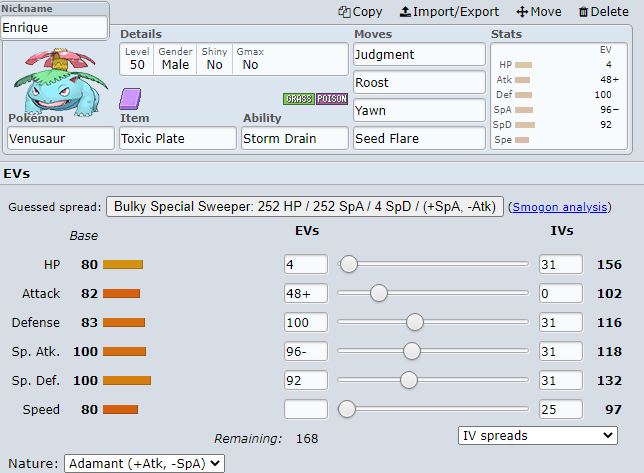 Nickname
Enrique
Copy Import/Export Move Delete
Details
Level Gender Shiny Gmax
50 Male No No
GRASS POISON
Pokémon Item Ability
Venusaur Toxic Plate Storm Drain
Moves
Judgment
Roost
Yawn
Seed Flare
Stats
EV
HP 4
Atk 48+
Def 100
SpA 96−
SpD 92
Spe
EVs
Guessed spread: Bulky Special Sweeper: 252 HP / 252 SpA / 4 SpD / (+SpA, -Atk) (Smogon analysis)
Base EVs IVs
HP 80 4 31 156
Attack 82 48+ 0 102
Defense 83 100 31 116
Sp. Atk. 100 96- 31 118
Sp. Def. 100 92 31 132
Speed 80 25 97
Remaining: 168 IV spreads
Nature: Adamant (+Atk, -SpA)